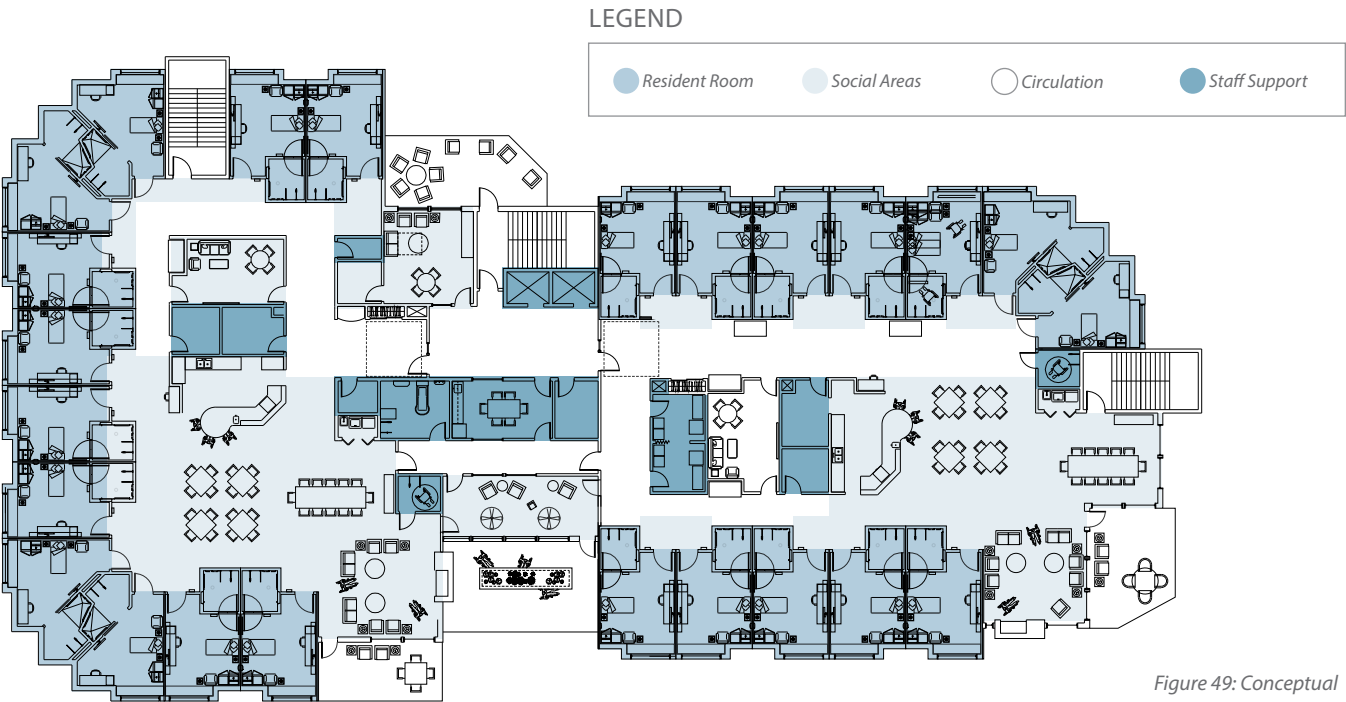 LEGEND
Resident Room
Social Areas
Circulation
Staff Support
Figure 49: Conceptual